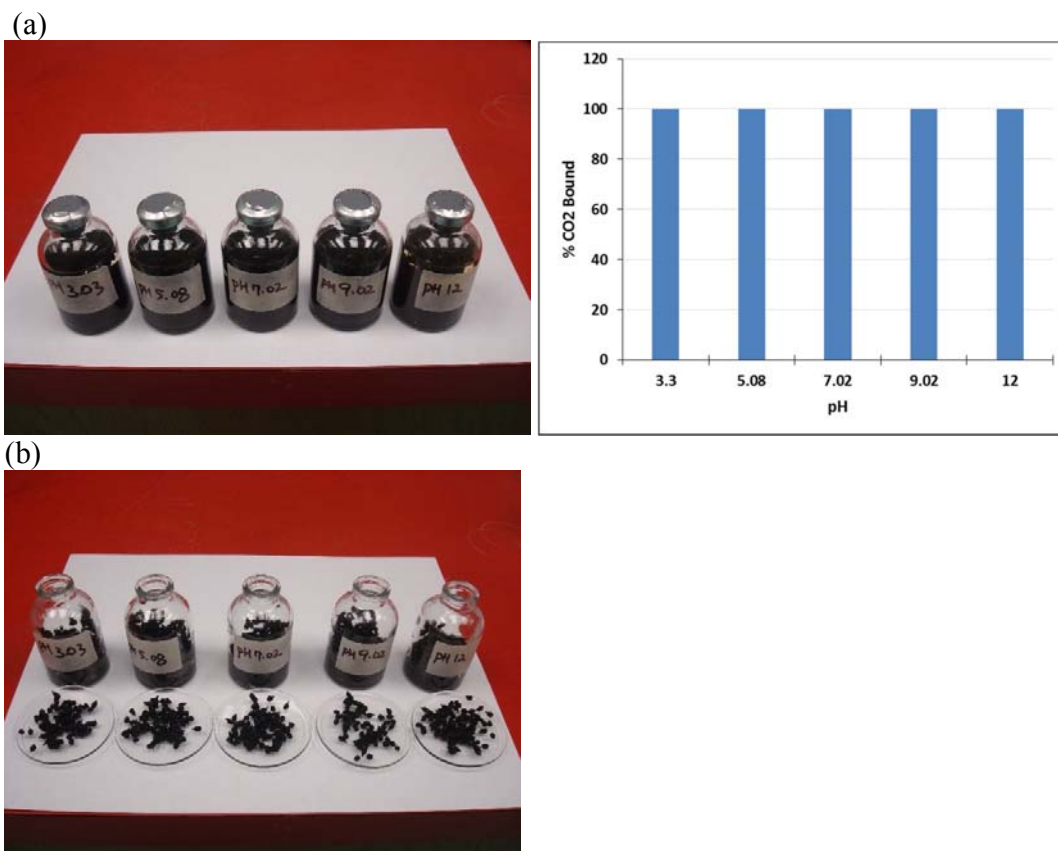 (a)
pH 3.03
pH 5.08
pH 7.02
pH 9.02
pH 12
120
100
80
60
40
20
0
% CO2 Bound
3.3 5.08 7.02 9.02 12
pH
(b)
pH 3.03
pH 5.08
pH 7.02
pH 9.02
pH 12